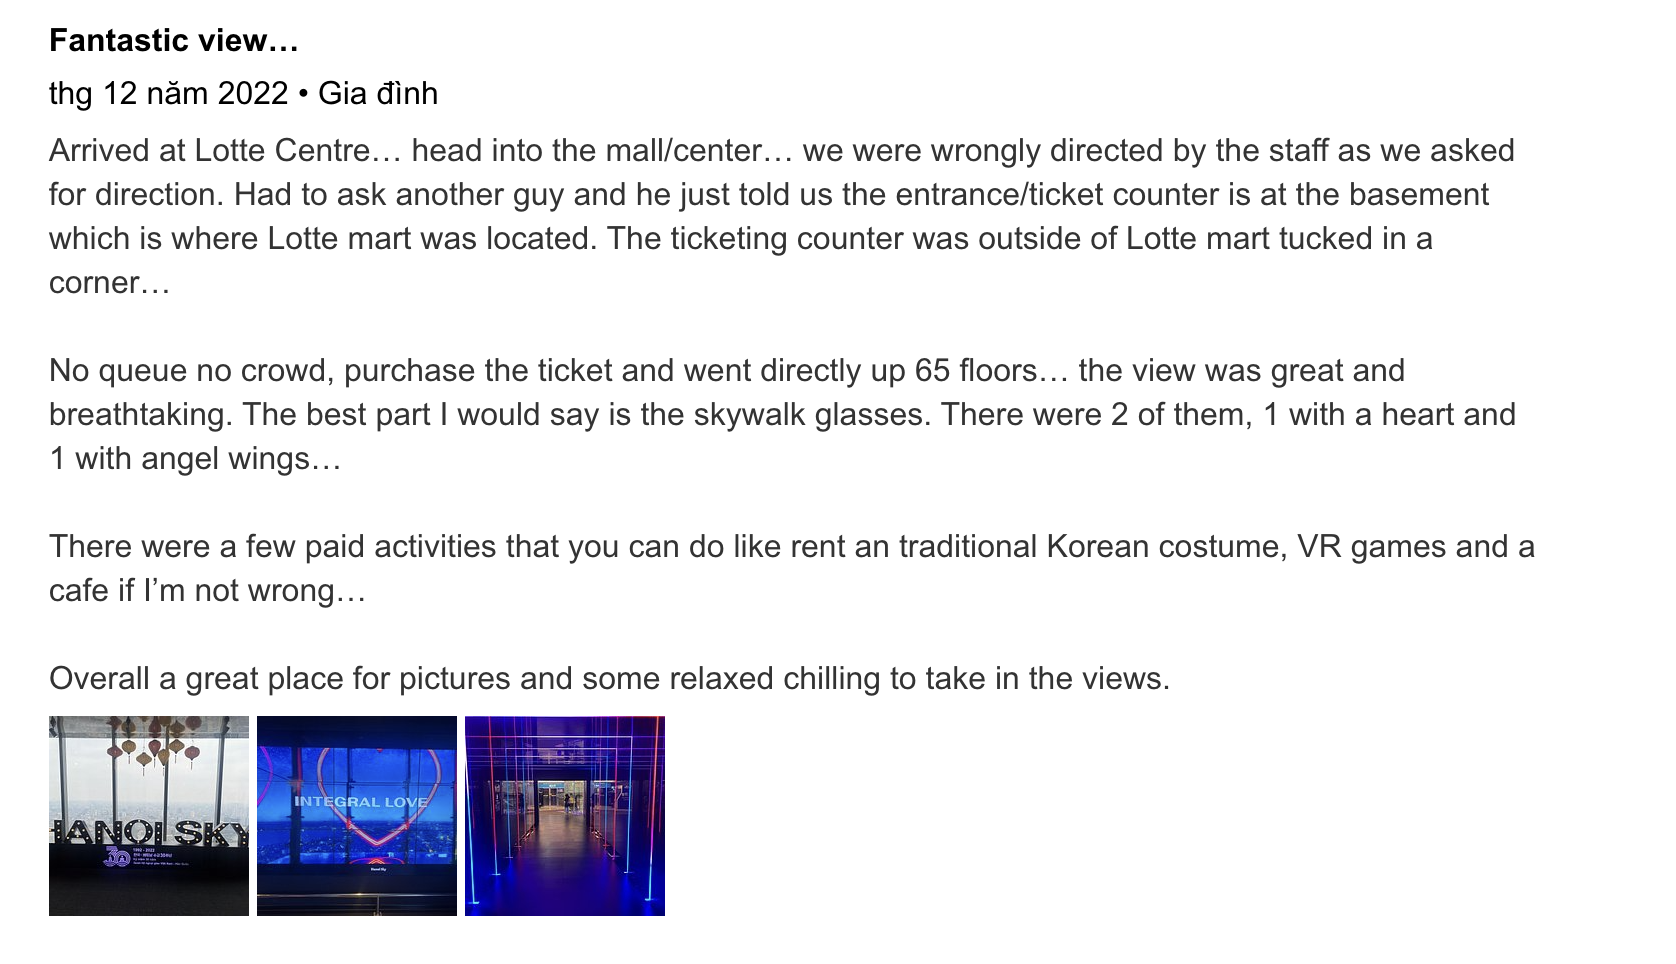 Fantastic view…
thg 12 năm 2022 • Gia đình
Arrived at Lotte Centre… head into the mall/center… we were wrongly directed by the staff as we asked
for direction. Had to ask another guy and he just told us the entrance/ticket counter is at the basement
which is where Lotte mart was located. The ticketing counter was outside of Lotte mart tucked in a
corner…
No queue no crowd, purchase the ticket and went directly up 65 floors… the view was great and
breathtaking. The best part I would say is the skywalk glasses. There were 2 of them, 1 with a heart and
1 with angel wings…
There were a few paid activities that you can do like rent an traditional Korean costume, VR games and a
cafe if I’m not wrong…
Overall a great place for pictures and some relaxed chilling to take in the views.
HANOI SKY
30
1992 - 2022
INTEGRAL LOVE